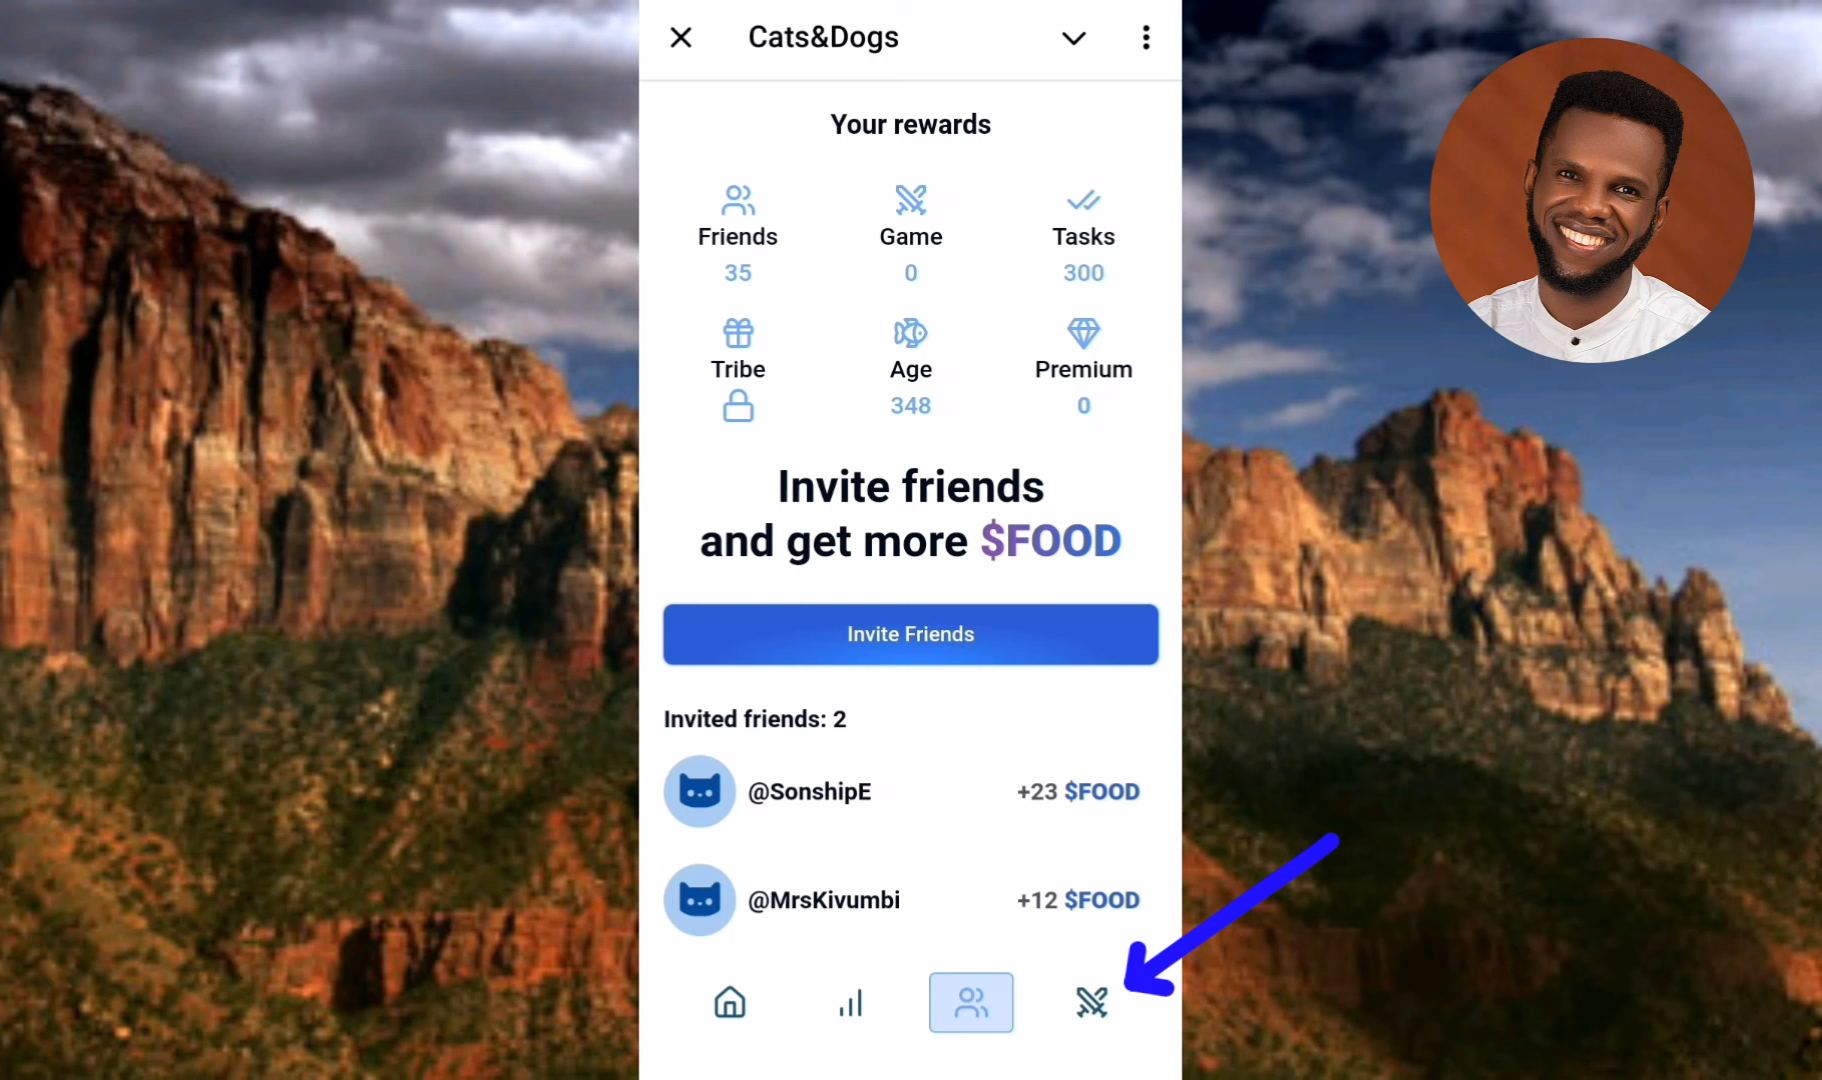 Cats&Dogs
Your rewards
Friends
Game
Tasks
35
0
300
Tribe
Age
Premium
348
0
Invite friends
and get more $FOOD
Invite Friends
Invited friends: 2
@SonshipE
+23 $FOOD
@MrsKivumbi
+12 $FOOD